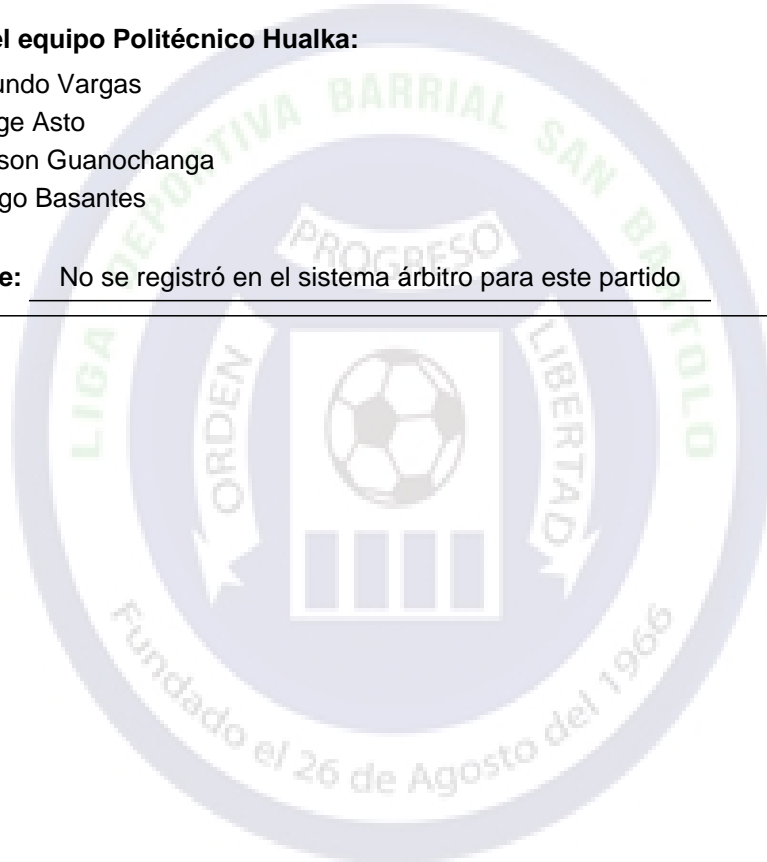 el equipo Politécnico Hualka:
undo Vargas
ge Asto
son Guanochanga
go Basantes
e: No se registró en el sistema árbitro para este partido
LIGA DEPORTIVA BARRIAL SAN BARTOLO
PROGRESO
ORDEN
LIBERTAD
Fundado el 26 de Agosto del 1966